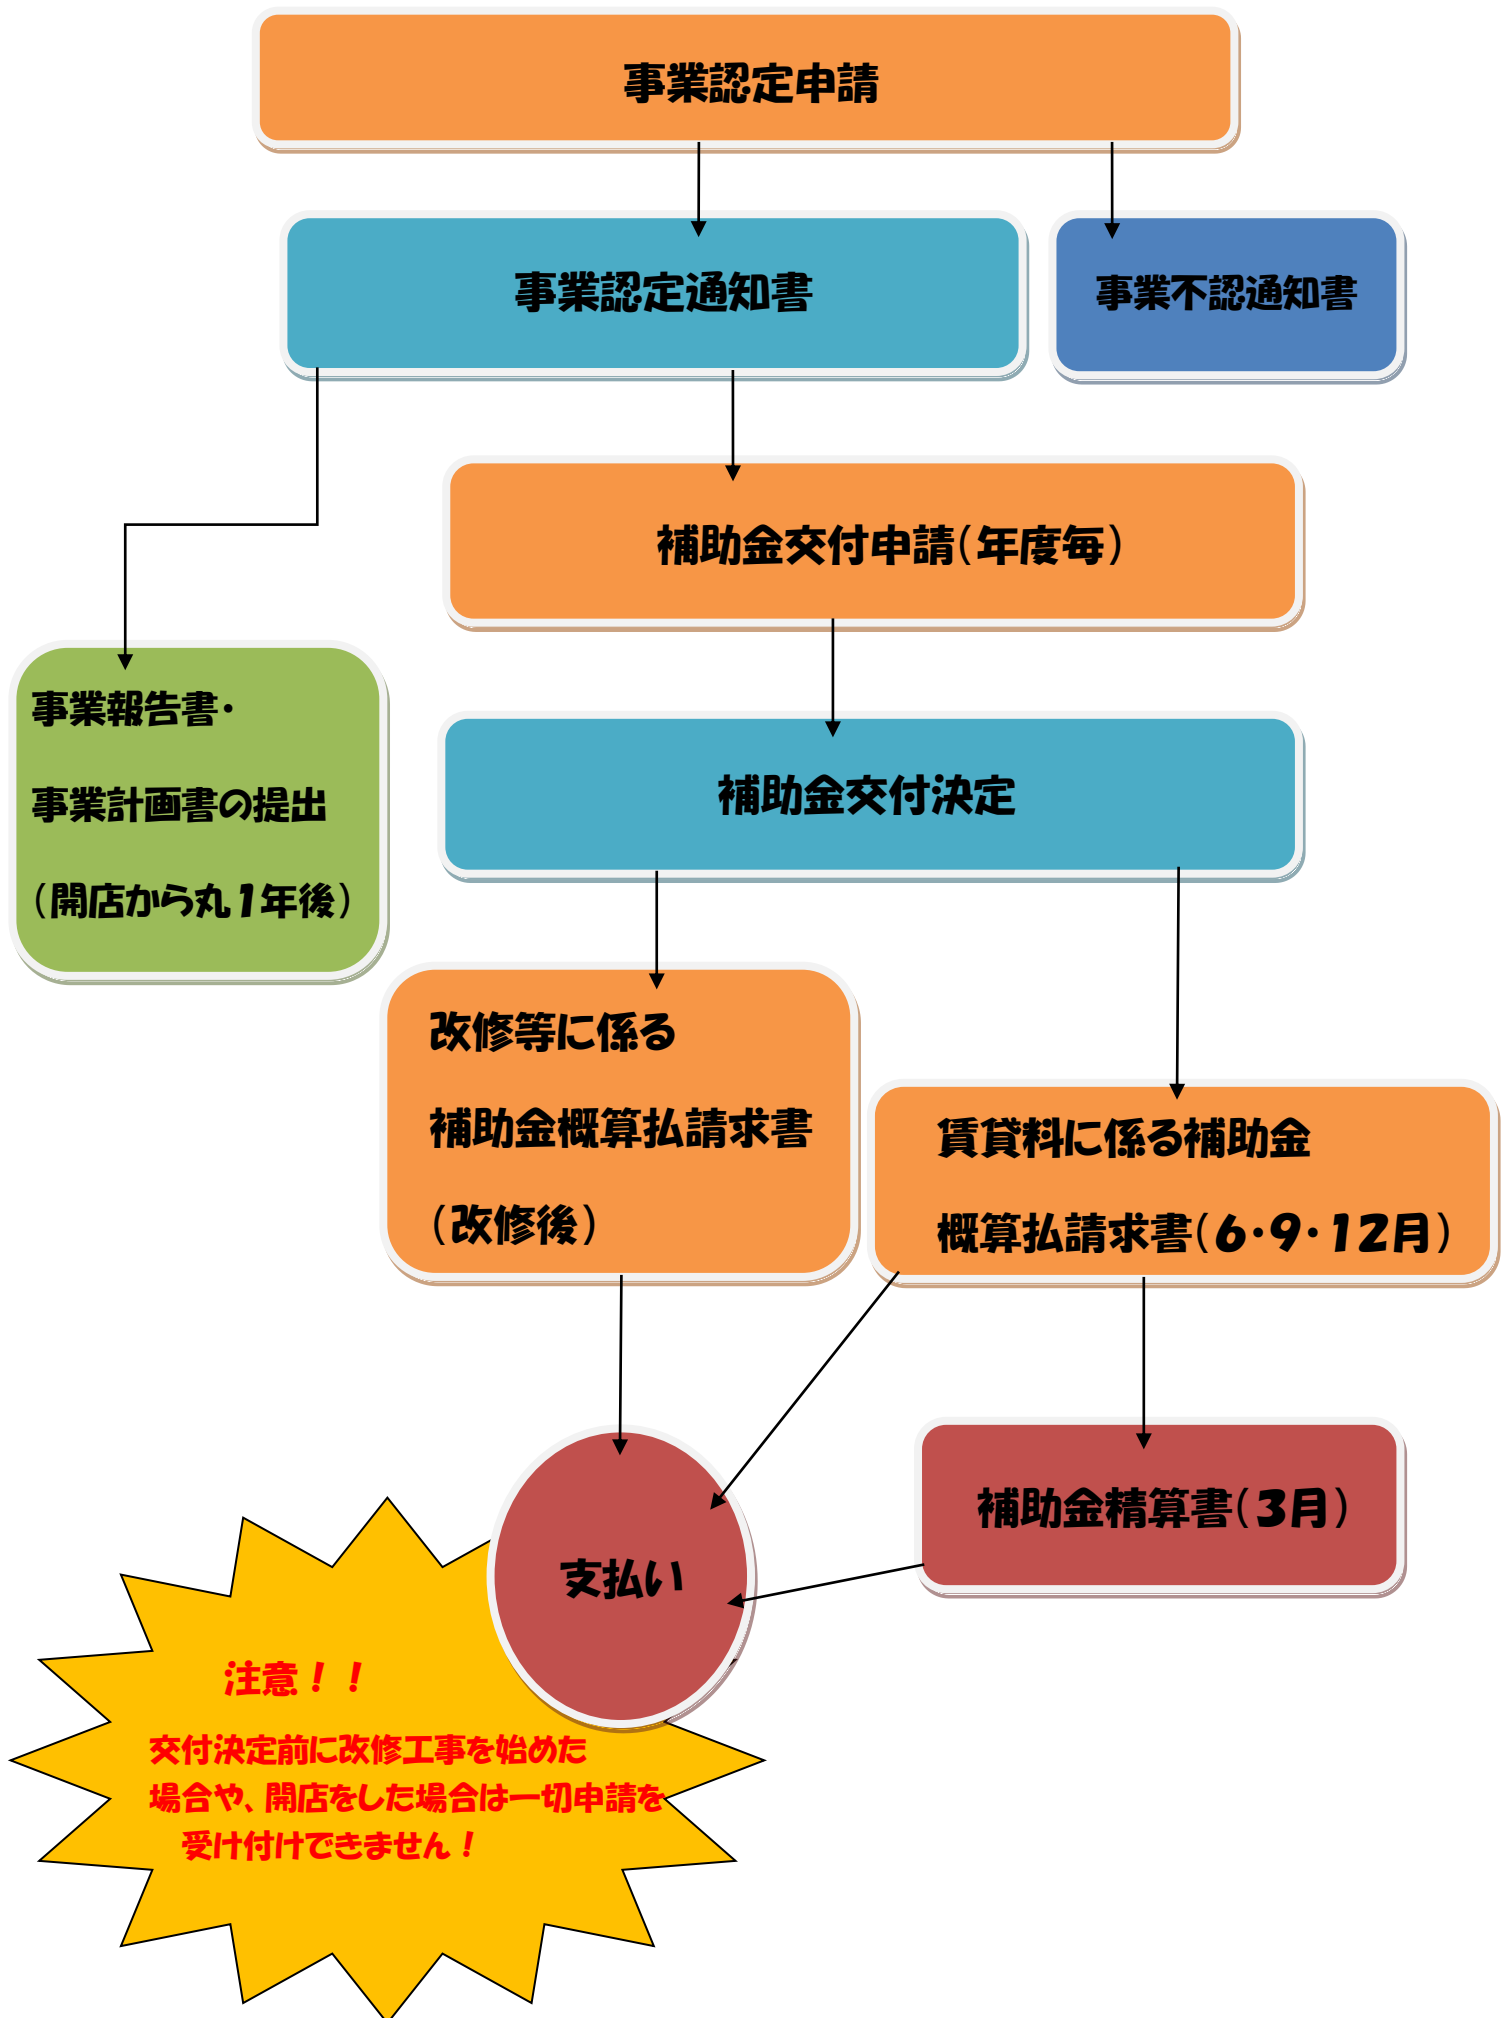 事業認定申請
事業認定通知書
事業不認通知書
補助金交付申請(年度毎)
事業報告書・
事業計画書の提出
(開店から丸1年後)
補助金交付決定
改修等に係る
補助金概算払請求書
(改修後)
賃貸料に係る補助金
概算払請求書(6・9・12月)
補助金精算書(3月)
支払い
注意!!
交付決定前に改修工事を始めた
場合や、開店をした場合は一切申請を
受け付けできません!